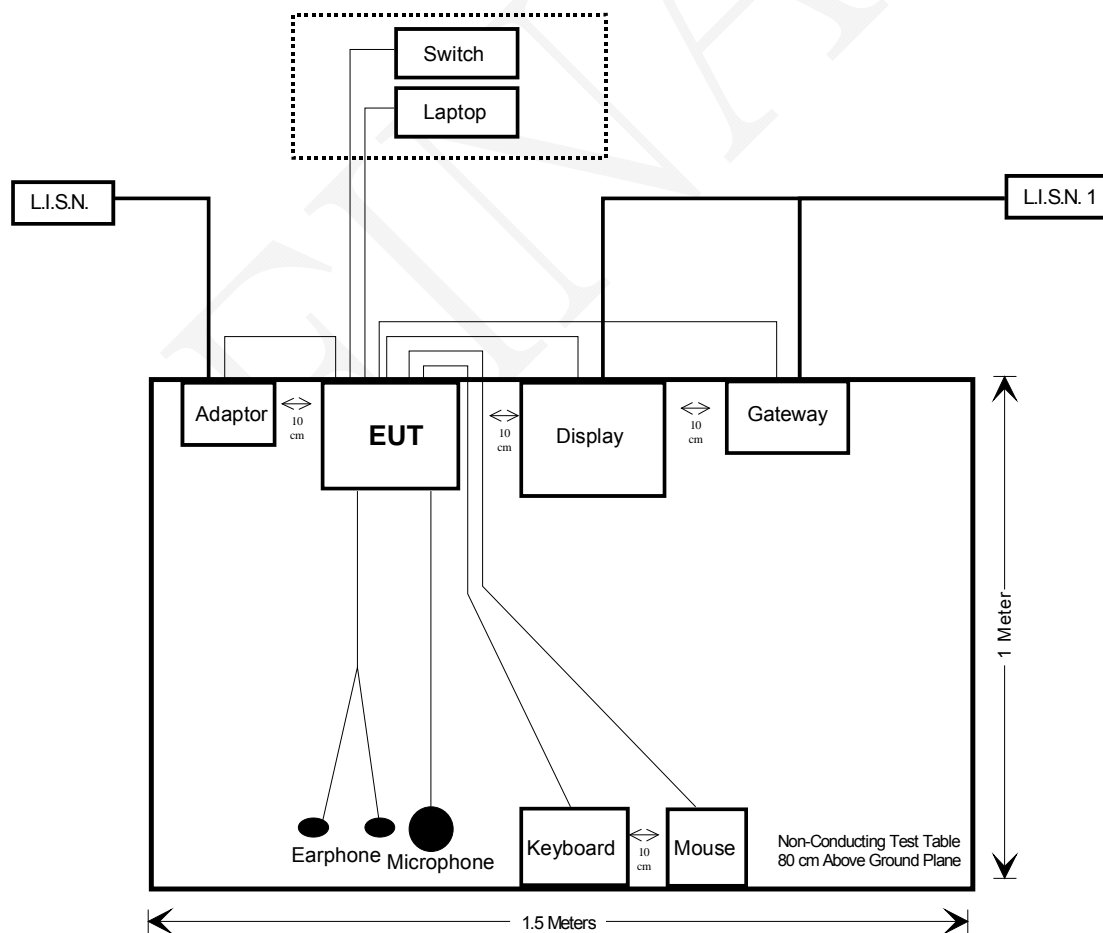 Switch
Laptop
L.I.S.N.
L.I.S.N. 1
Adaptor
10
cm
EUT
10
cm
Display
10
cm
Gateway
1 Meter
Earphone
Microphone
Keyboard
10
cm
Mouse
Non-Conducting Test Table
80 cm Above Ground Plane
1.5 Meters